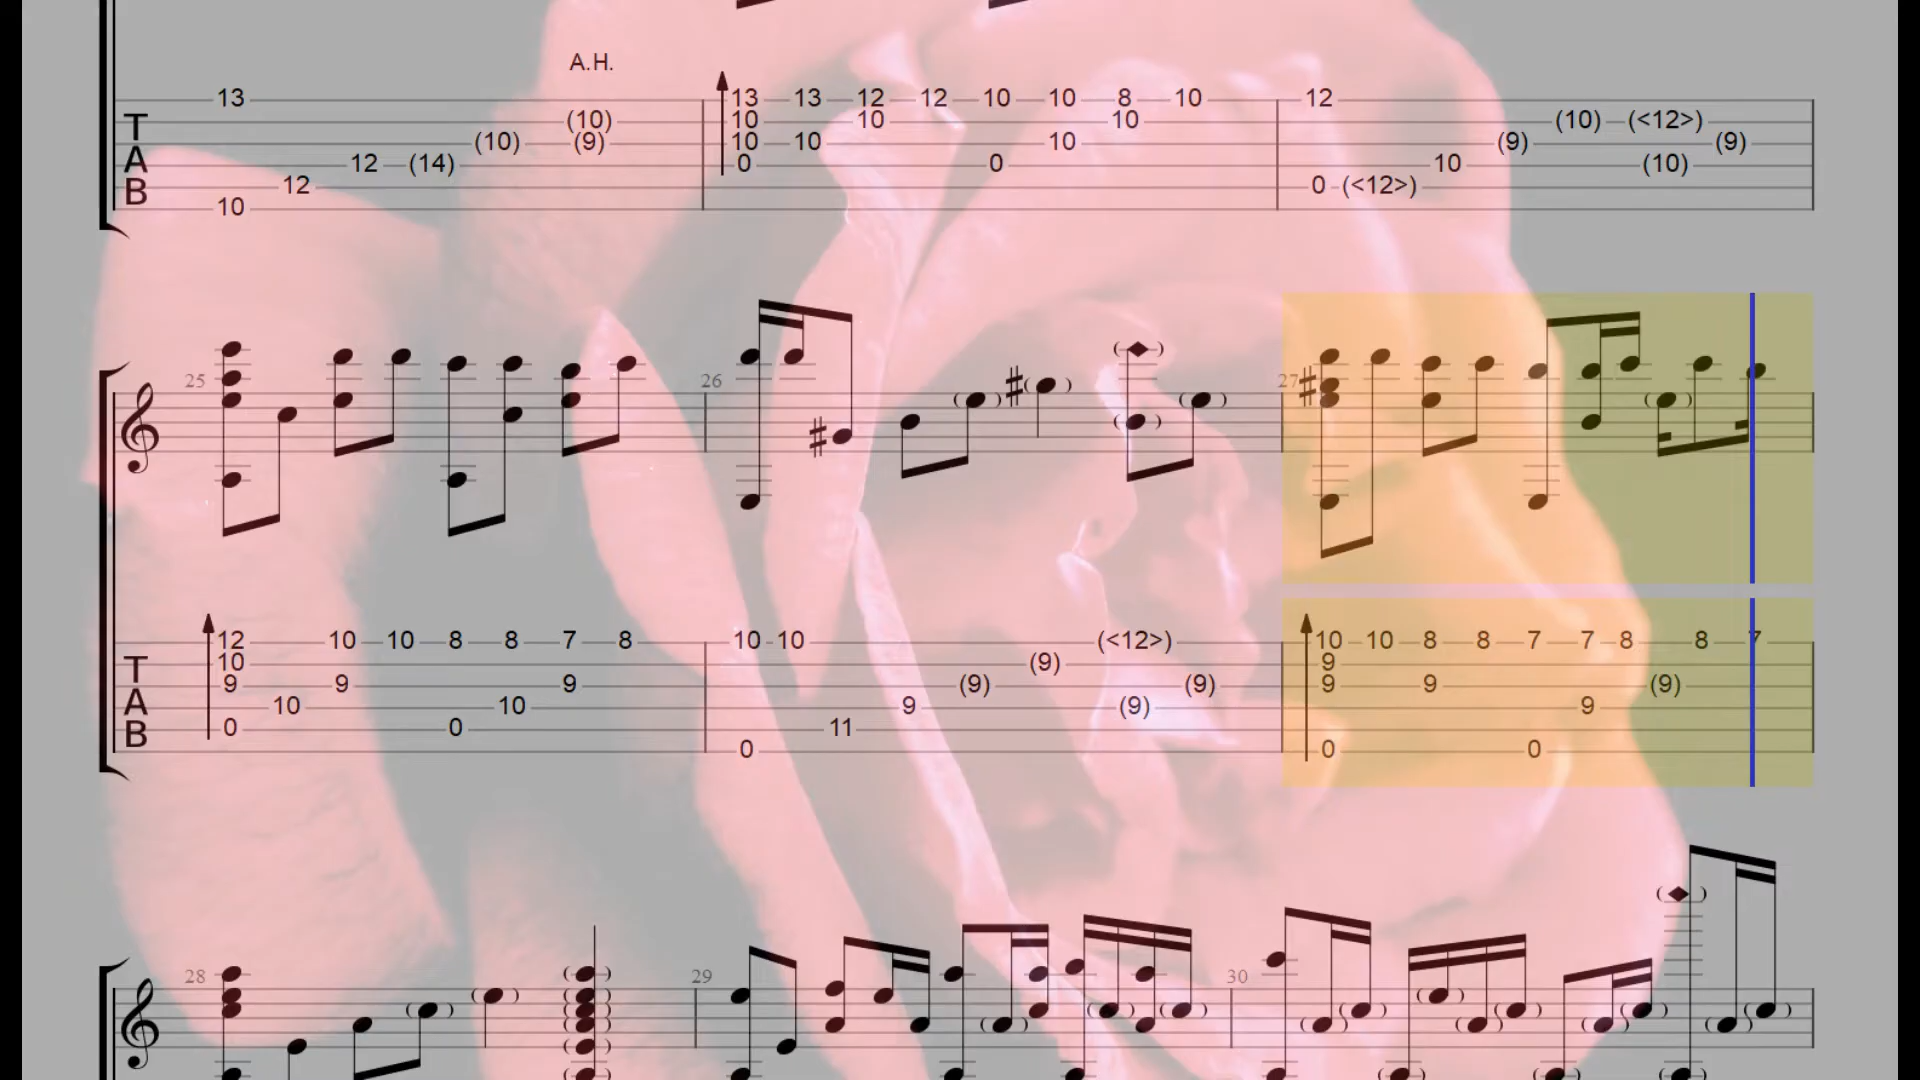 A.H.
13 (10) 13 13 12 12 10 10 8 10 12 (10) (<12>)
T 12 (14) (10) (9) 10 10 10 10 (9) (9)
A 12 10 10 10 10 (10)
B 10 0 0 0 (<12>)
25 26 27
12 10 10 8 8 7 8 10 10 (<12>) 10 10 8 8 7 7 8 8 7
10 (9) 9
T 9 9 9 (9) (9) 9 9 (9)
A 10 10 9 (9) 9
B 0 0 11
0 0 0
28 29 30